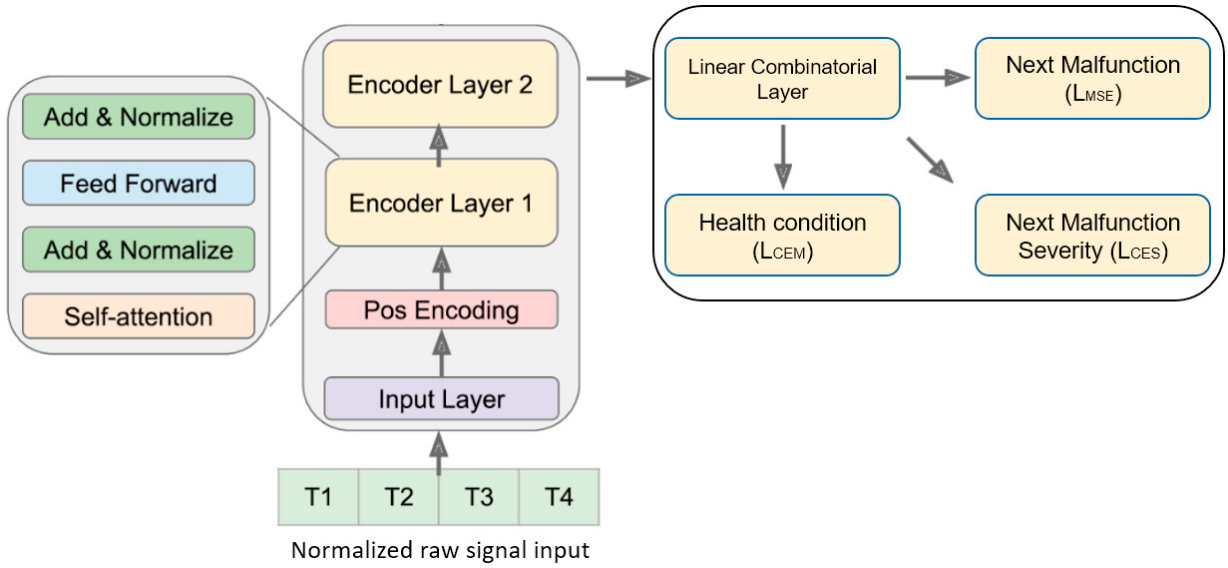 Add & Normalize
Feed Forward
Add & Normalize
Self-attention
Encoder Layer 2
Encoder Layer 1
Pos Encoding
Input Layer
T1 T2 T3 T4
Normalized raw signal input
Linear Combinatorial
Layer
Next Malfunction
(LMSE)
Health condition
(LCEM)
Next Malfunction
Severity (LCES)